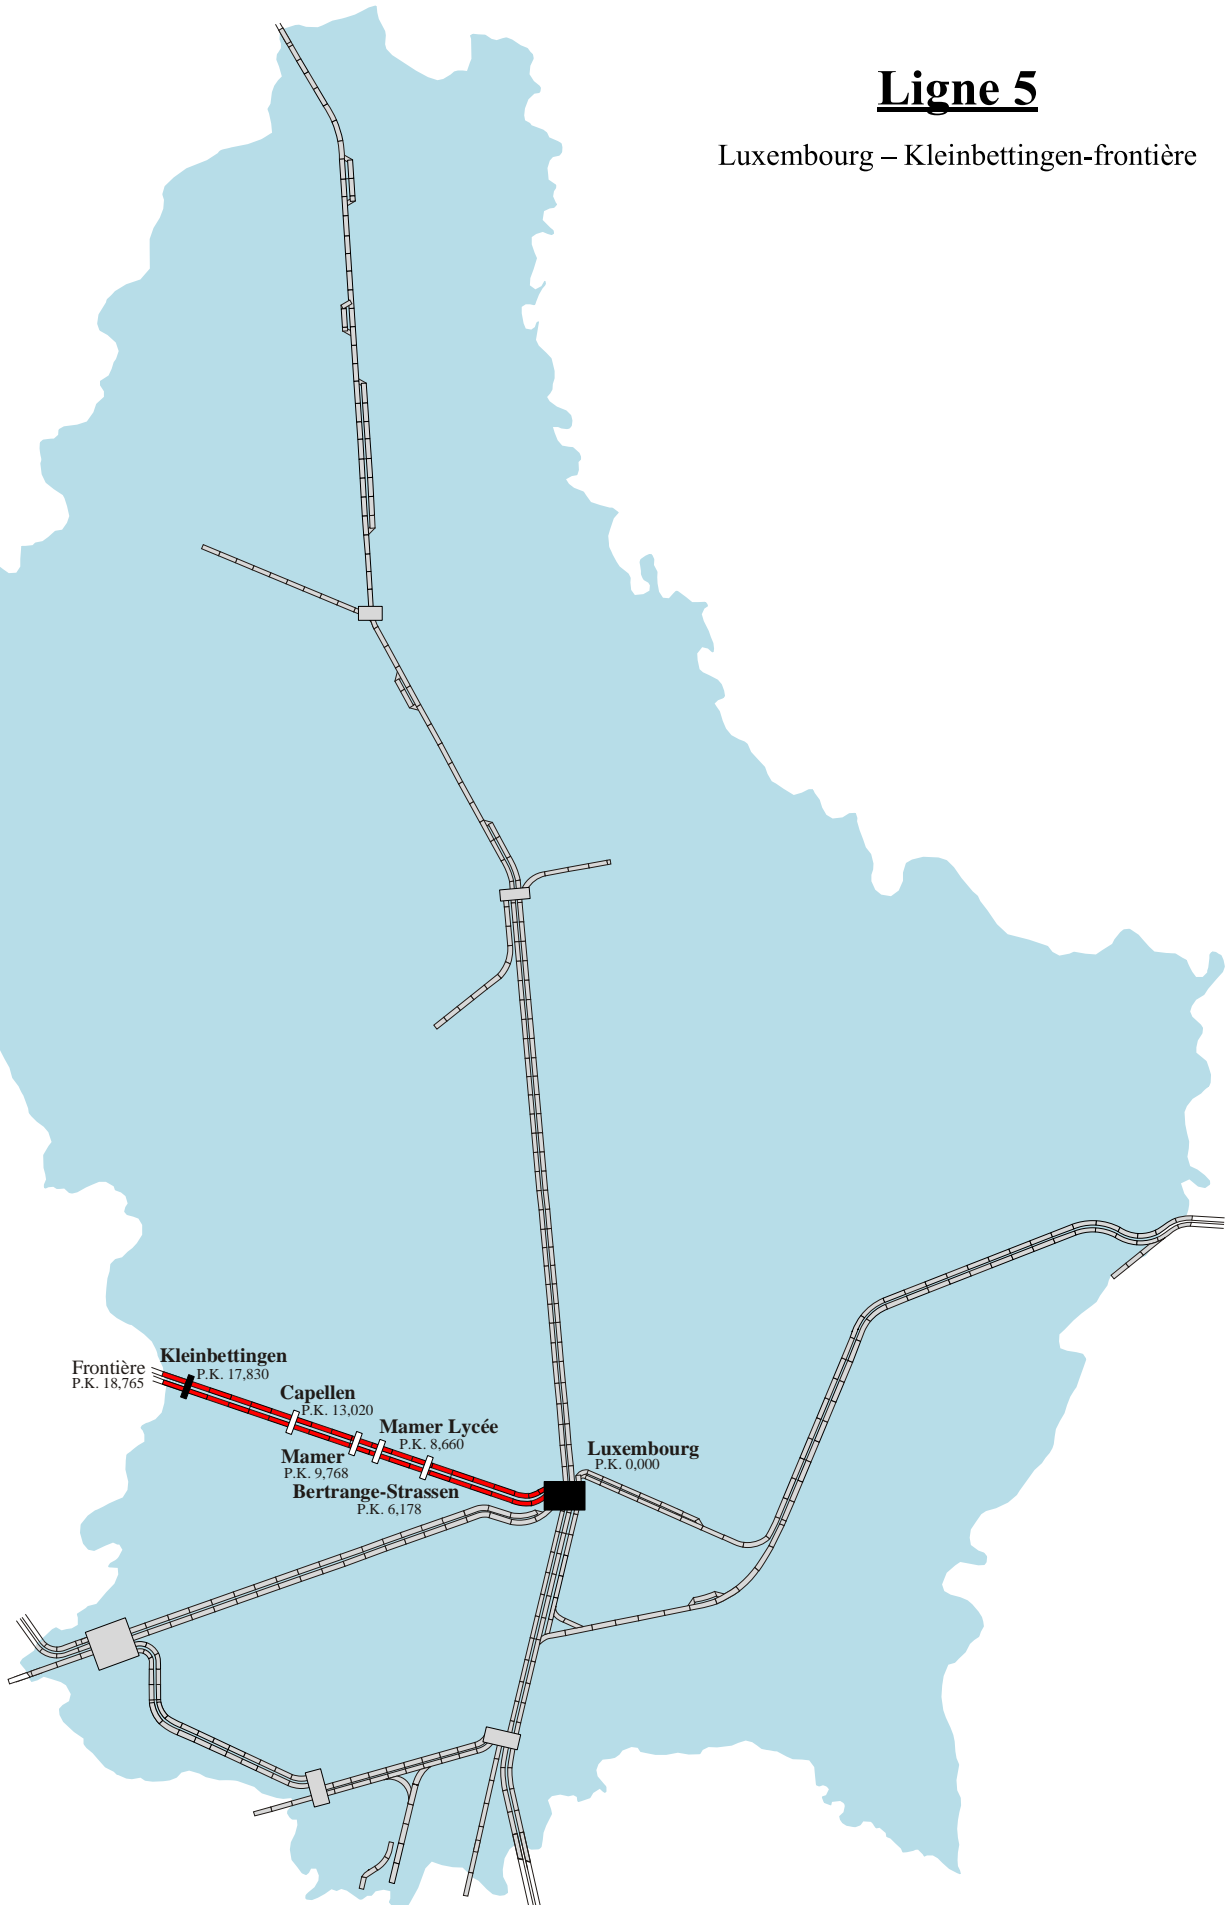 Ligne 5
Luxembourg – Kleinbettingen-frontière
Kleinbettingen
P.K. 17,830
Frontière
P.K. 18,765
Capellen
P.K. 13,020
Mamer Lycée
P.K. 8,660
Mamer
P.K. 9,768
Bertrange-Strassen
P.K. 6,178
Luxembourg
P.K. 0,000